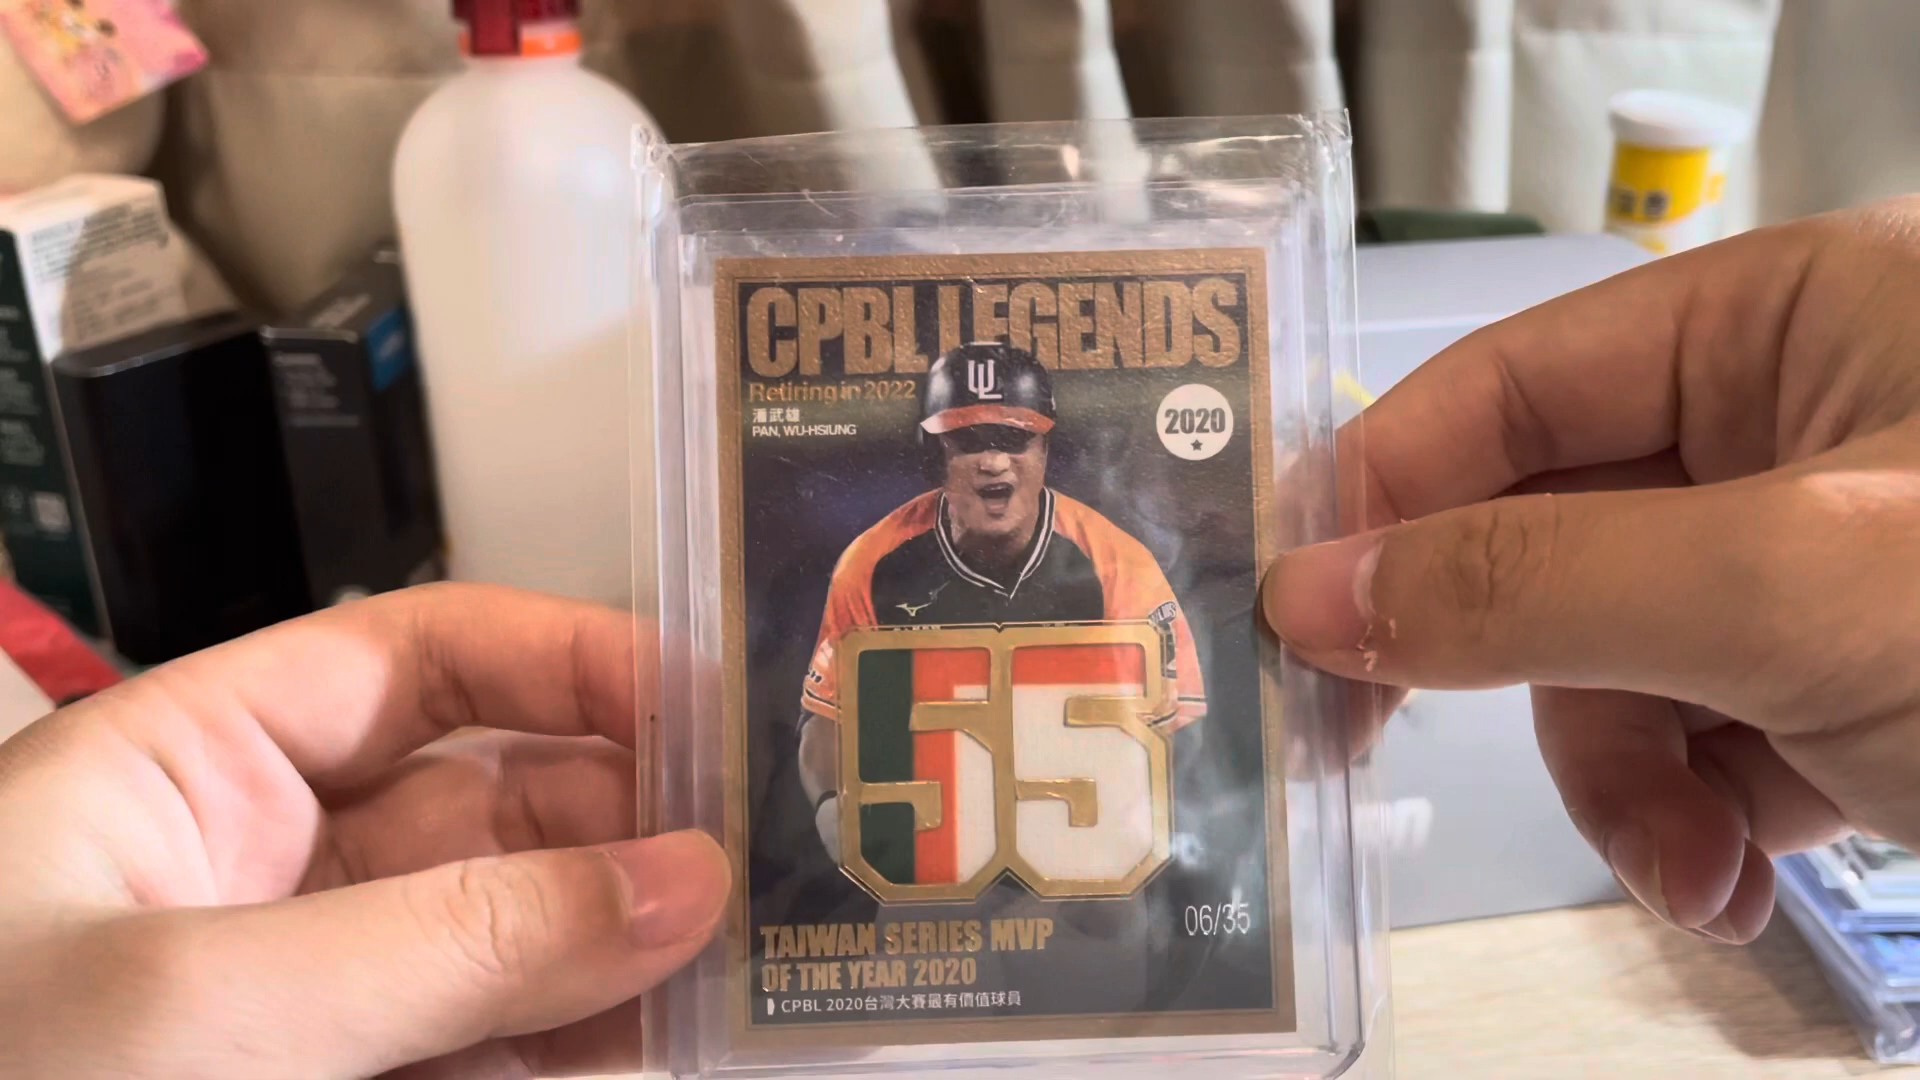 CPBL LEGENDS
Retiring in 2022
潘武雄
PAN, WU-HSIUNG
2020
UL
55
06/35
TAIWAN SERIES MVP
OF THE YEAR 2020
CPBL 2020台灣大賽最有價值球員